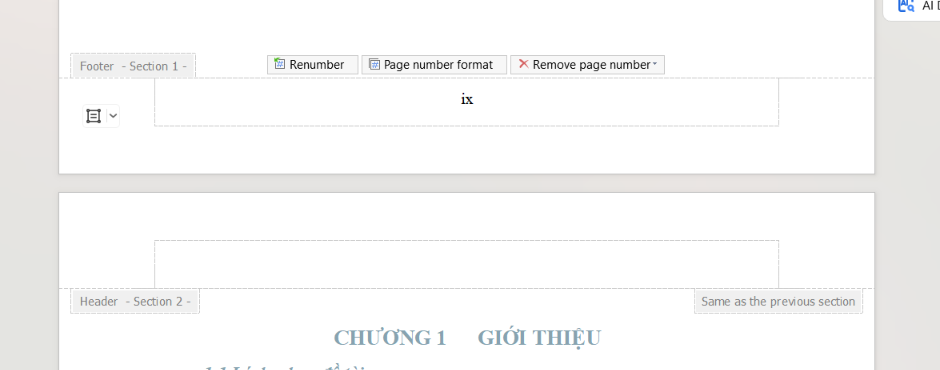 AI
Footer - Section 1 -
Renumber
Page number format
Remove page number
ix
Header - Section 2 -
Same as the previous section
CHƯƠNG 1 GIỚI THIỆU